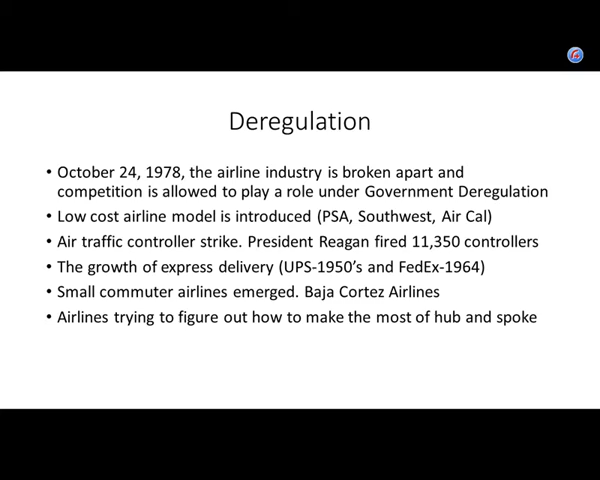 Deregulation
• October 24, 1978, the airline industry is broken apart and
competition is allowed to play a role under Government Deregulation
• Low cost airline model is introduced (PSA, Southwest, Air Cal)
• Air traffic controller strike. President Reagan fired 11,350 controllers
• The growth of express delivery (UPS-1950’s and FedEx-1964)
• Small commuter airlines emerged. Baja Cortez Airlines
• Airlines trying to figure out how to make the most of hub and spoke